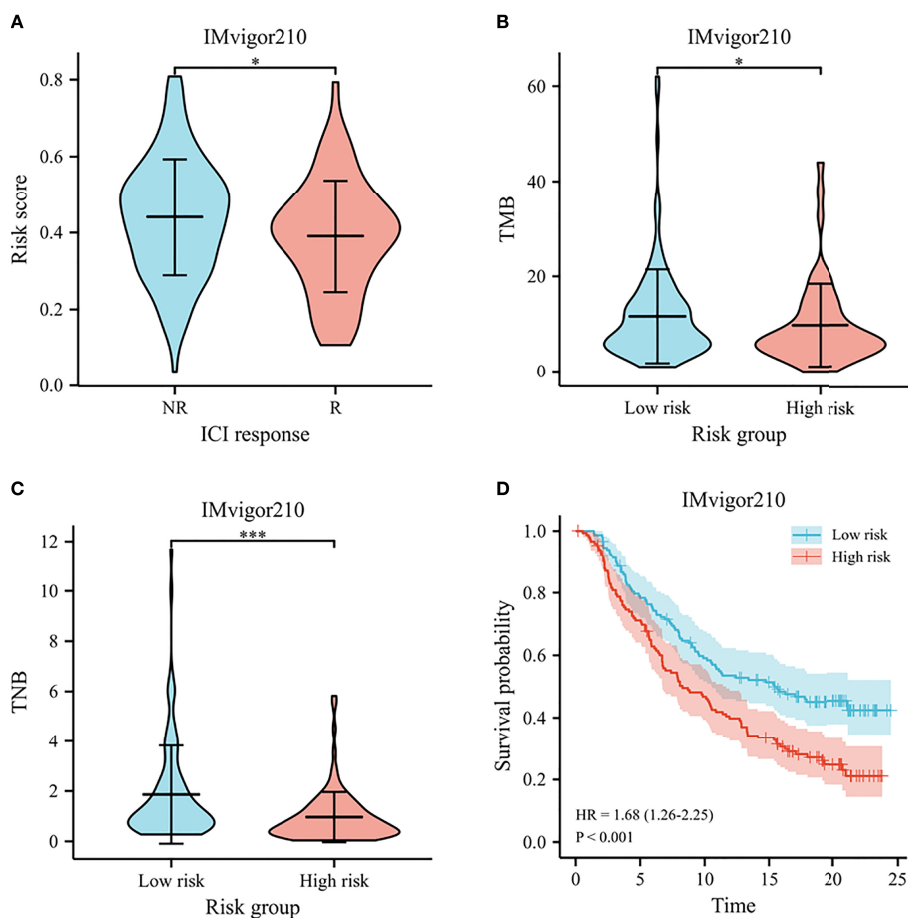 A
IMvigor210
*
Risk score
0.8
0.6
0.4
0.2
0.0
NR R
ICI response
B
IMvigor210
*
TMB
60
40
20
0
Low risk High risk
Risk group
C
IMvigor210
***
TNB
12
10
8
6
4
2
0
Low risk High risk
Risk group
D
IMvigor210
Low risk
High risk
Survival probability
1.0
0.8
0.6
0.4
0.2
0.0
HR = 1.68 (1.26-2.25)
P < 0.001
0 5 10 15 20 25
Time